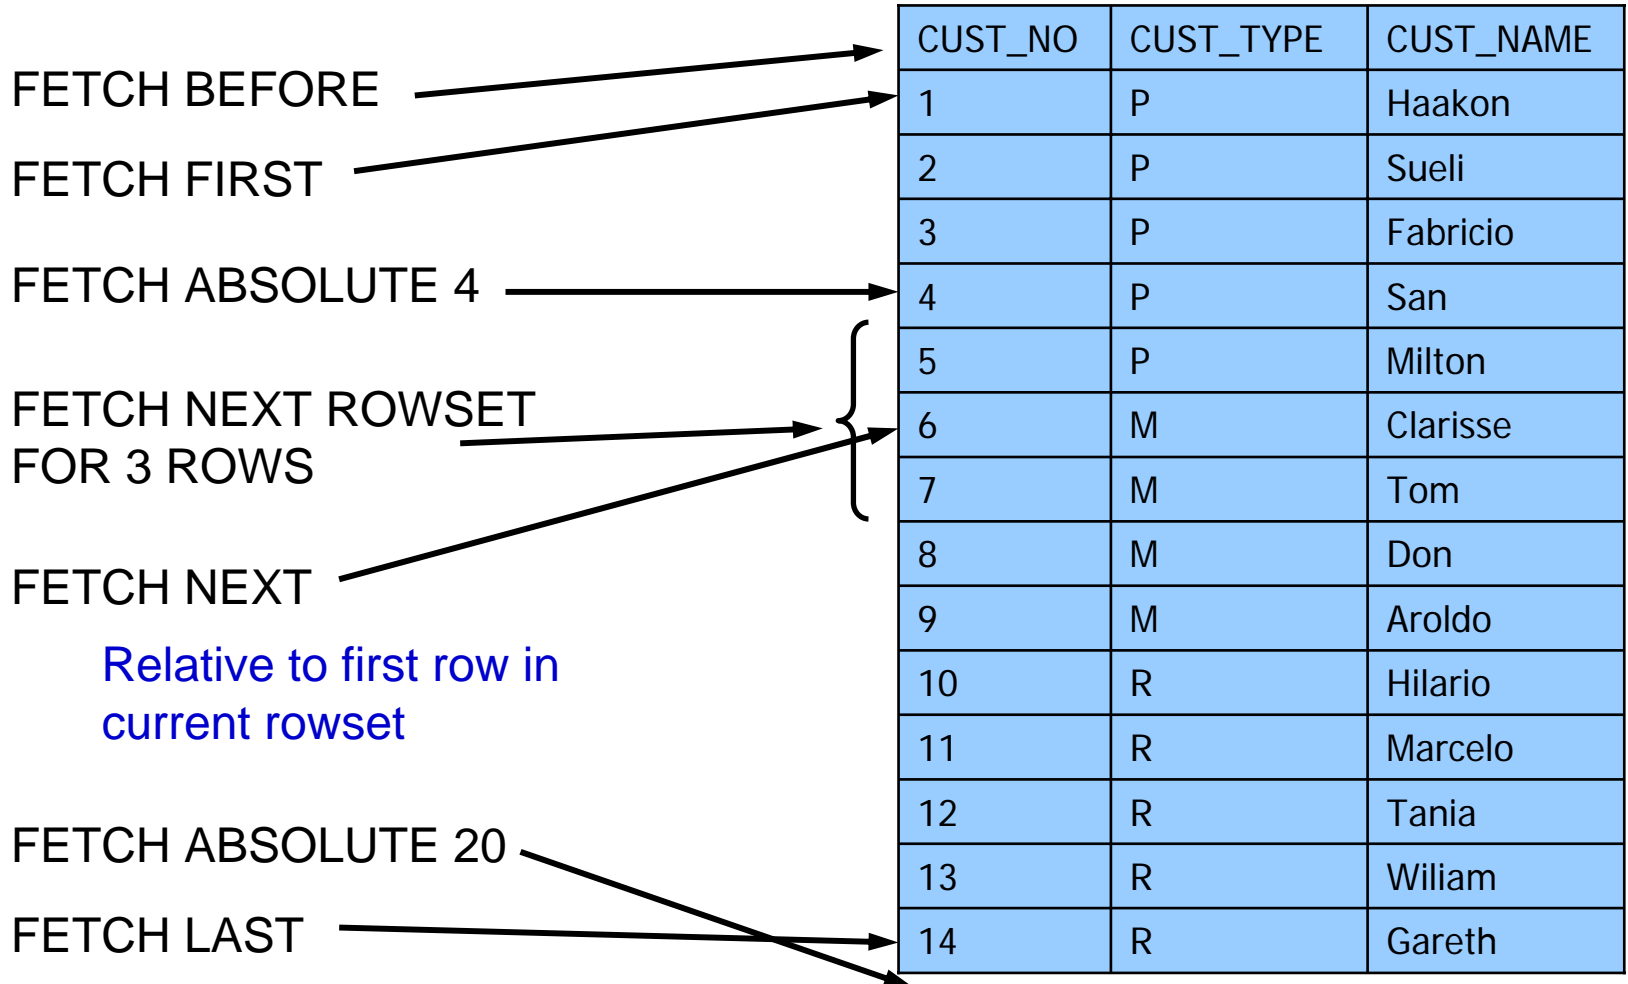 FETCH BEFORE
FETCH FIRST
FETCH ABSOLUTE 4
FETCH NEXT ROWSET
FOR 3 ROWS
FETCH NEXT
Relative to first row in
current rowset
FETCH ABSOLUTE 20
FETCH LAST
CUST_NO CUST_TYPE CUST_NAME
1 P Haakon
2 P Sueli
3 P Fabricio
4 P San
5 P Milton
6 M Clarisse
7 M Tom
8 M Don
9 M Aroldo
10 R Hilario
11 R Marcelo
12 R Tania
13 R Wiliam
14 R Gareth